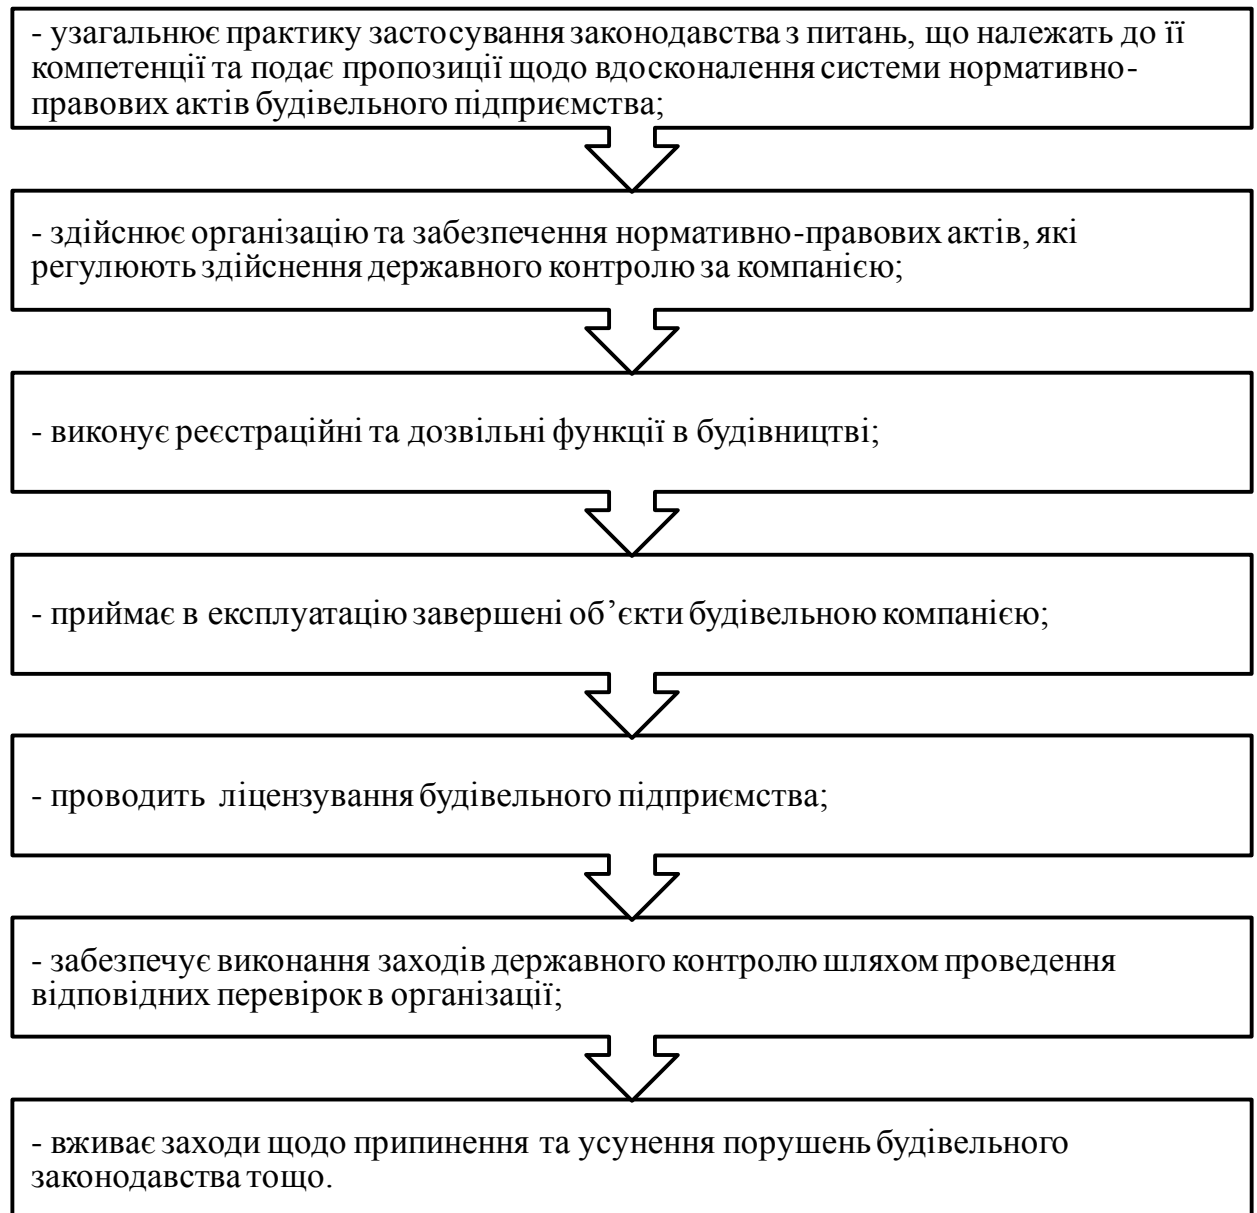 - узагальнює практику застосування законодавства з питань, що належать до її
компетенції та подає пропозиції щодо вдосконалення системи нормативно-
правових актів будівельного підприємства;
- здійснює організацію та забезпечення нормативно-правових актів, які
регулюють здійснення державного контролю за компанією;
- виконує реєстраційні та дозвільні функції в будівництві;
- приймає в експлуатацію завершені об’єкти будівельною компанією;
- проводить ліцензування будівельного підприємства;
- забезпечує виконання заходів державного контролю шляхом проведення
відповідних перевірок в організації;
- вживає заходи щодо припинення та усунення порушень будівельного
законодавства тощо.